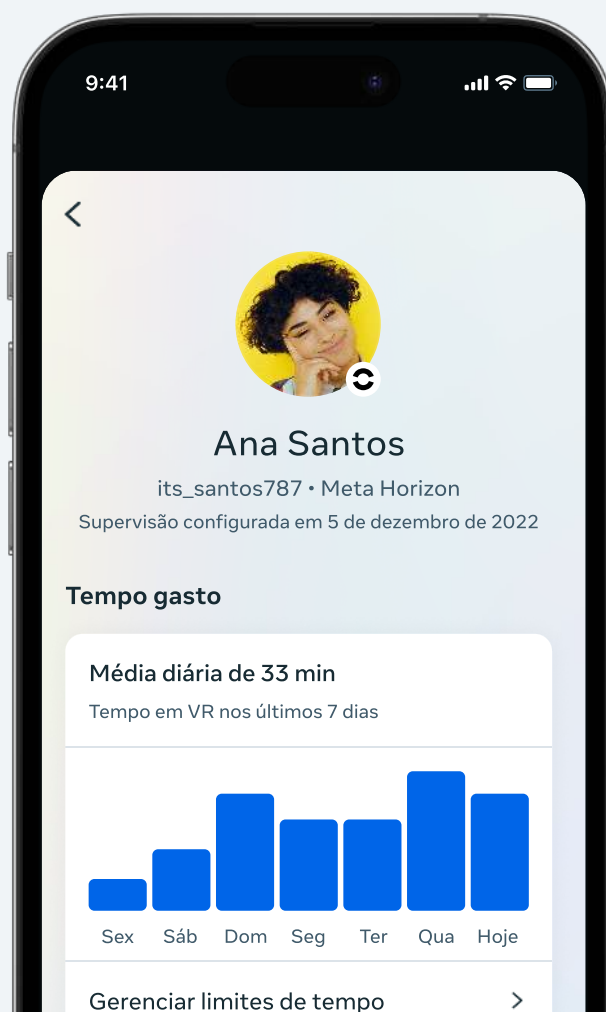 9:41
Ana Santos
its_santos787 • Meta Horizon
Supervisão configurada em 5 de dezembro de 2022
Tempo gasto
Média diária de 33 min
Tempo em VR nos últimos 7 dias
Sex Sáb Dom Seg Ter Qua Hoje
Gerenciar limites de tempo